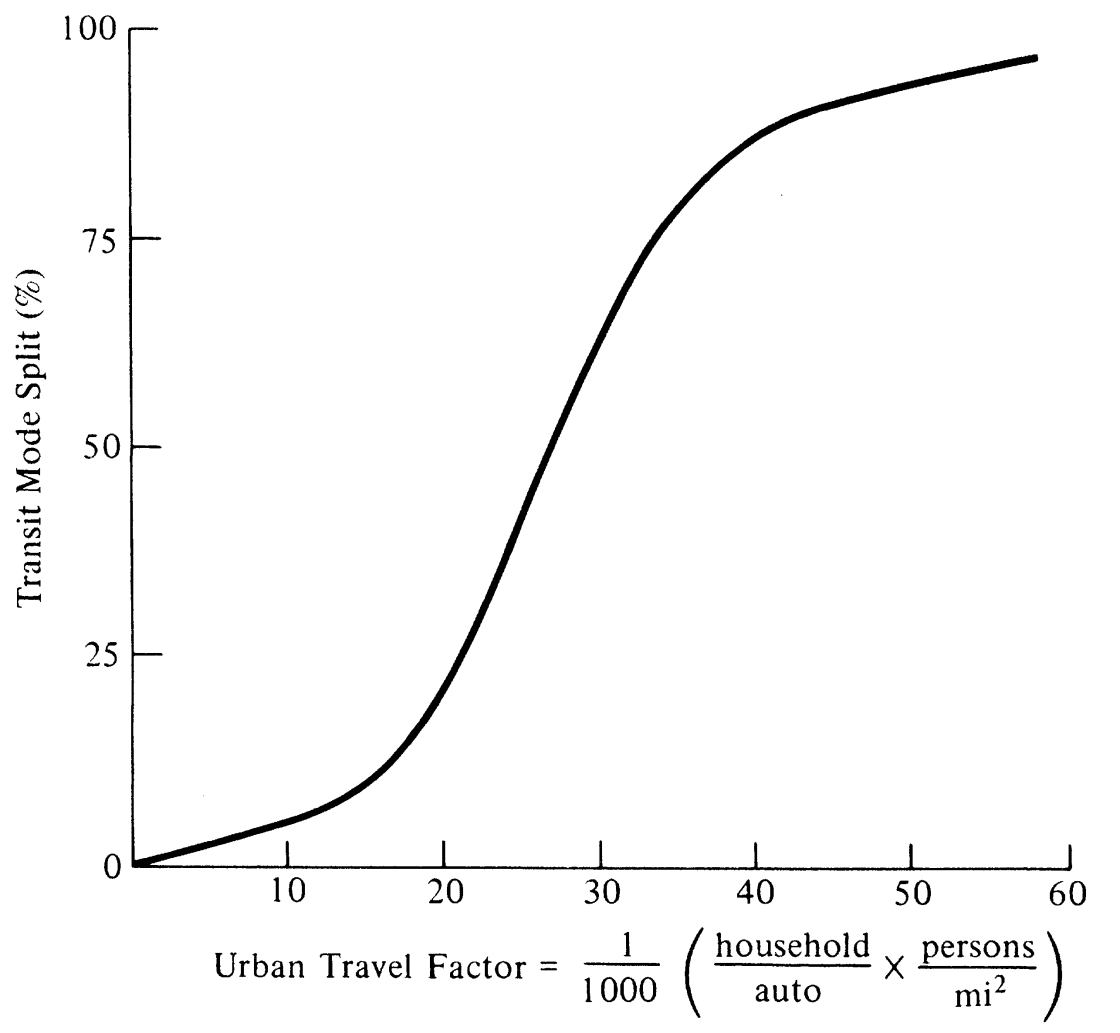 100
75
50
25
0
Transit Mode Split (%)
10 20 30 40 50 60
Urban Travel Factor = 1/1000 (household/auto × persons/mi²)